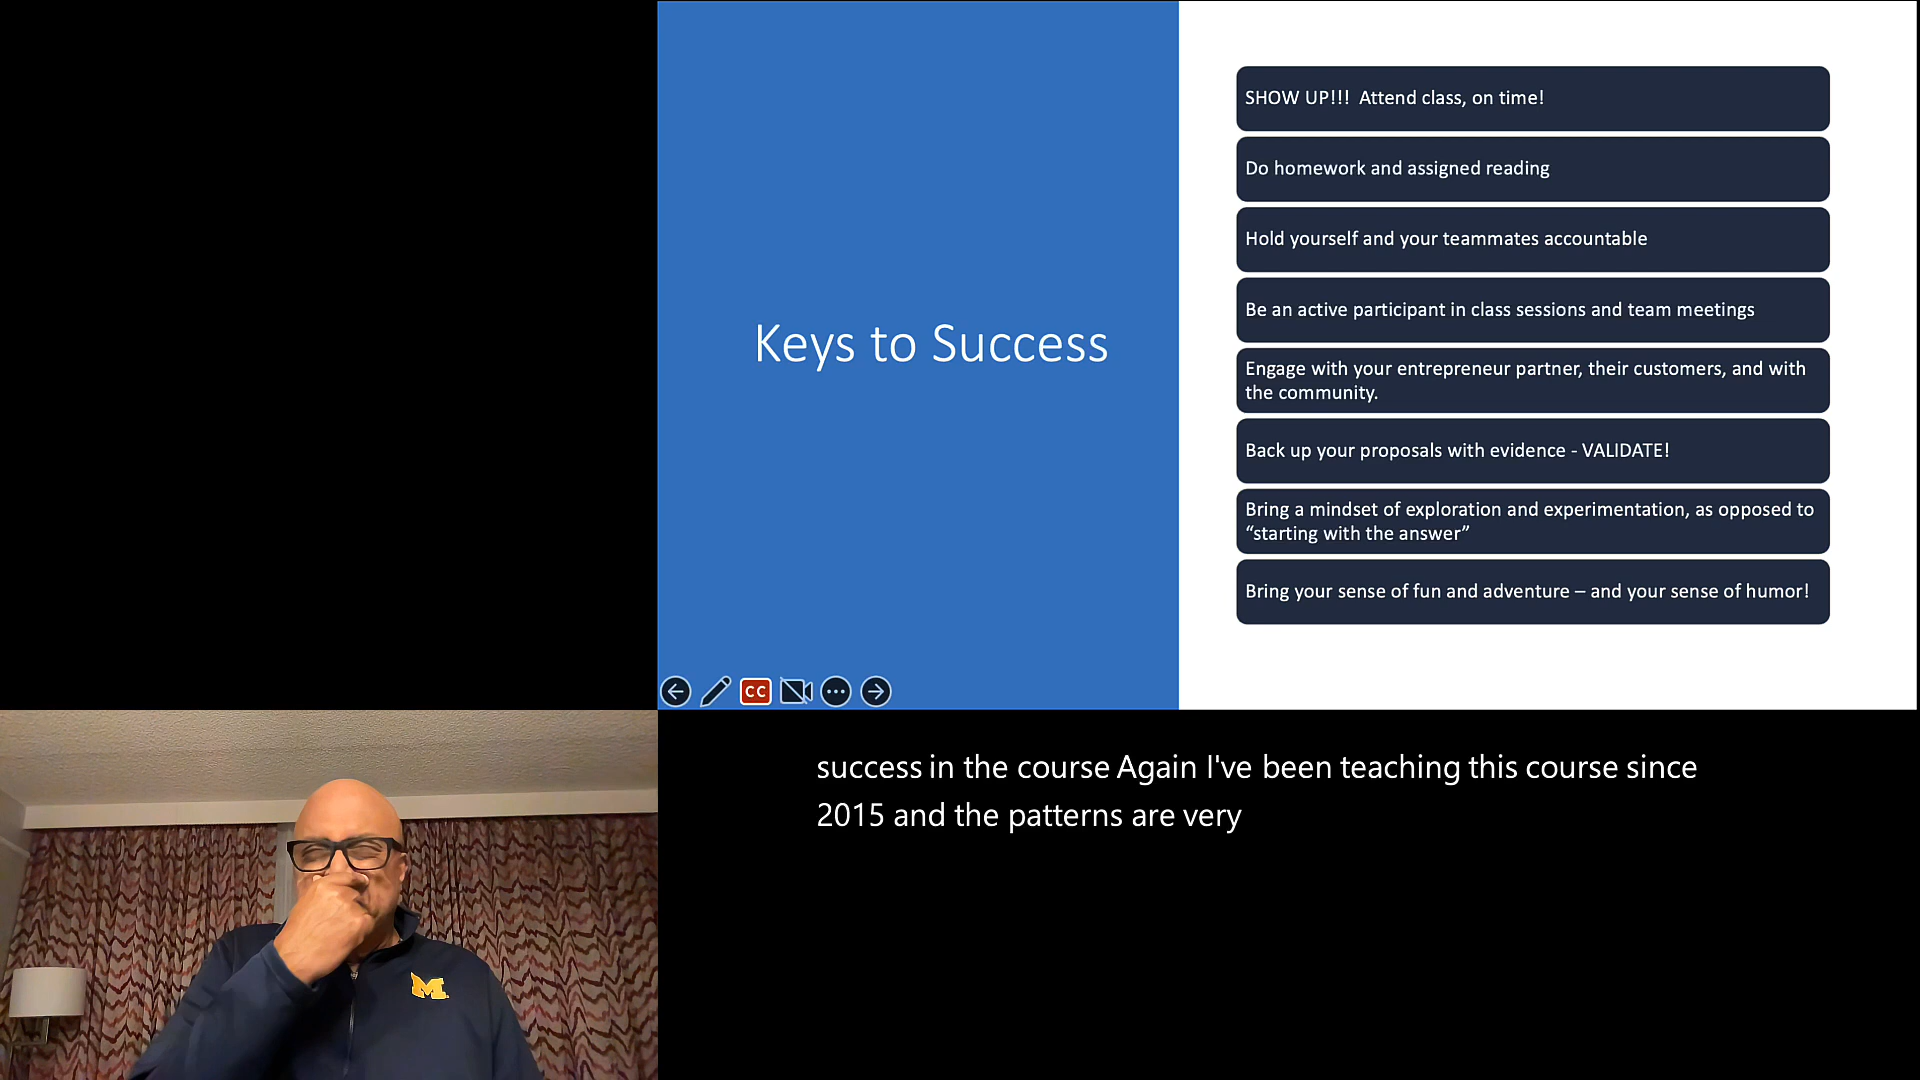 Keys to Success
SHOW UP!!!  Attend class, on time!
Do homework and assigned reading
Hold yourself and your teammates accountable
Be an active participant in class sessions and team meetings
Engage with your entrepreneur partner, their customers, and with
the community.
Back up your proposals with evidence - VALIDATE!
Bring a mindset of exploration and experimentation, as opposed to
“starting with the answer”
Bring your sense of fun and adventure – and your sense of humor!
CC
success in the course Again I've been teaching this course since
2015 and the patterns are very
M